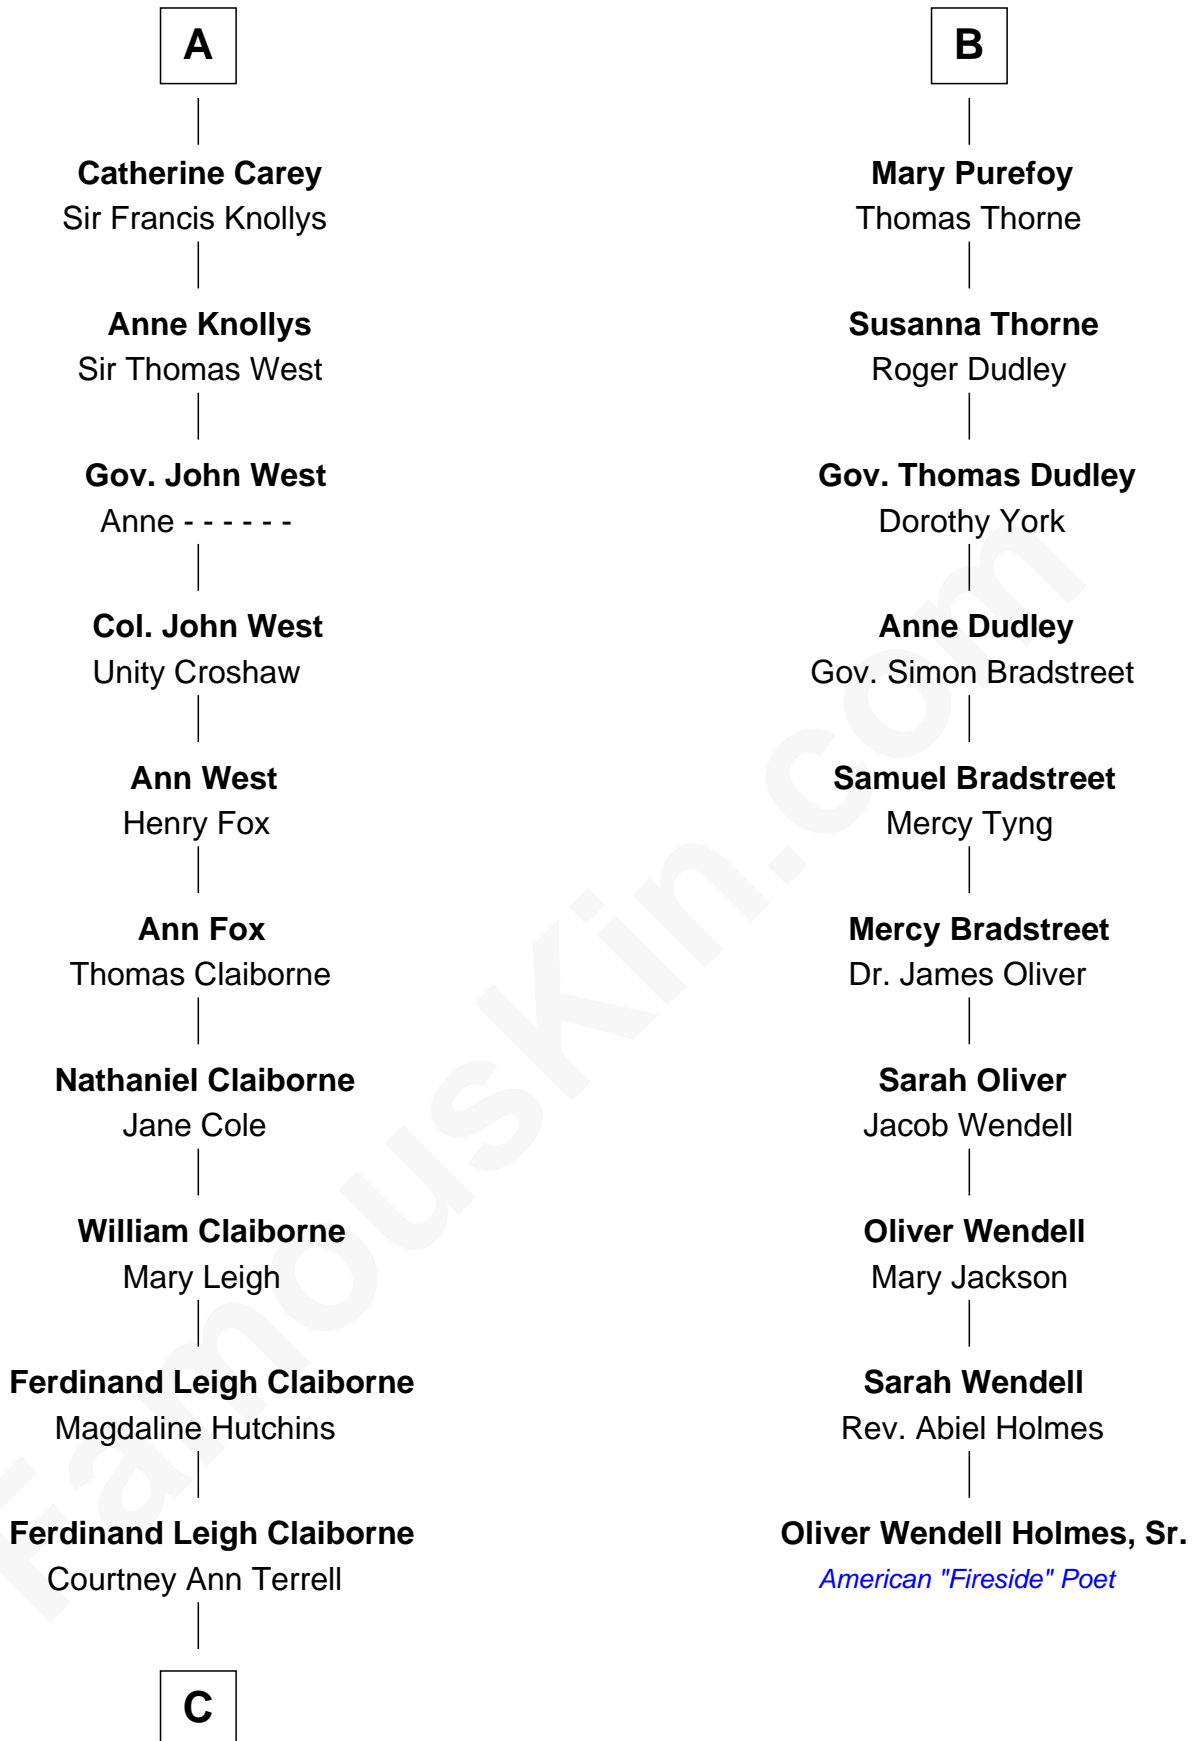 A
Catherine Carey
Sir Francis Knollys
Anne Knollys
Sir Thomas West
Gov. John West
Anne - - - - - -
Col. John West
Unity Croshaw
Ann West
Henry Fox
Ann Fox
Thomas Claiborne
Nathaniel Claiborne
Jane Cole
William Claiborne
Mary Leigh
Ferdinand Leigh Claiborne
Magdaline Hutchins
Ferdinand Leigh Claiborne
Courtney Ann Terrell
C
B
Mary Purefoy
Thomas Thorne
Susanna Thorne
Roger Dudley
Gov. Thomas Dudley
Dorothy York
Anne Dudley
Gov. Simon Bradstreet
Samuel Bradstreet
Mercy Tyng
Mercy Bradstreet
Dr. James Oliver
Sarah Oliver
Jacob Wendell
Oliver Wendell
Mary Jackson
Sarah Wendell
Rev. Abiel Holmes
Oliver Wendell Holmes, Sr.
American "Fireside" Poet
FamousKin.com